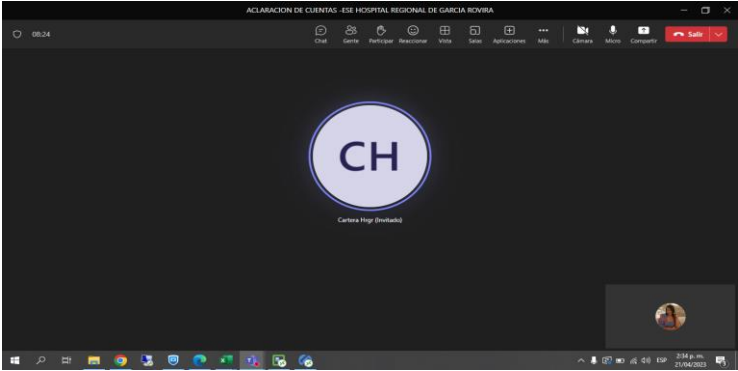 ACLARACION DE CUENTAS -ESE HOSPITAL REGIONAL DE GARCIA ROVIRA
08:24
Chat Gente Participar Reaccionar Vista Salas Aplicaciones Más Cámara Micro Compartir Salir
CH
Cartera Hrgr (Invitado)
ESP
2:34 p. m.
21/04/2023